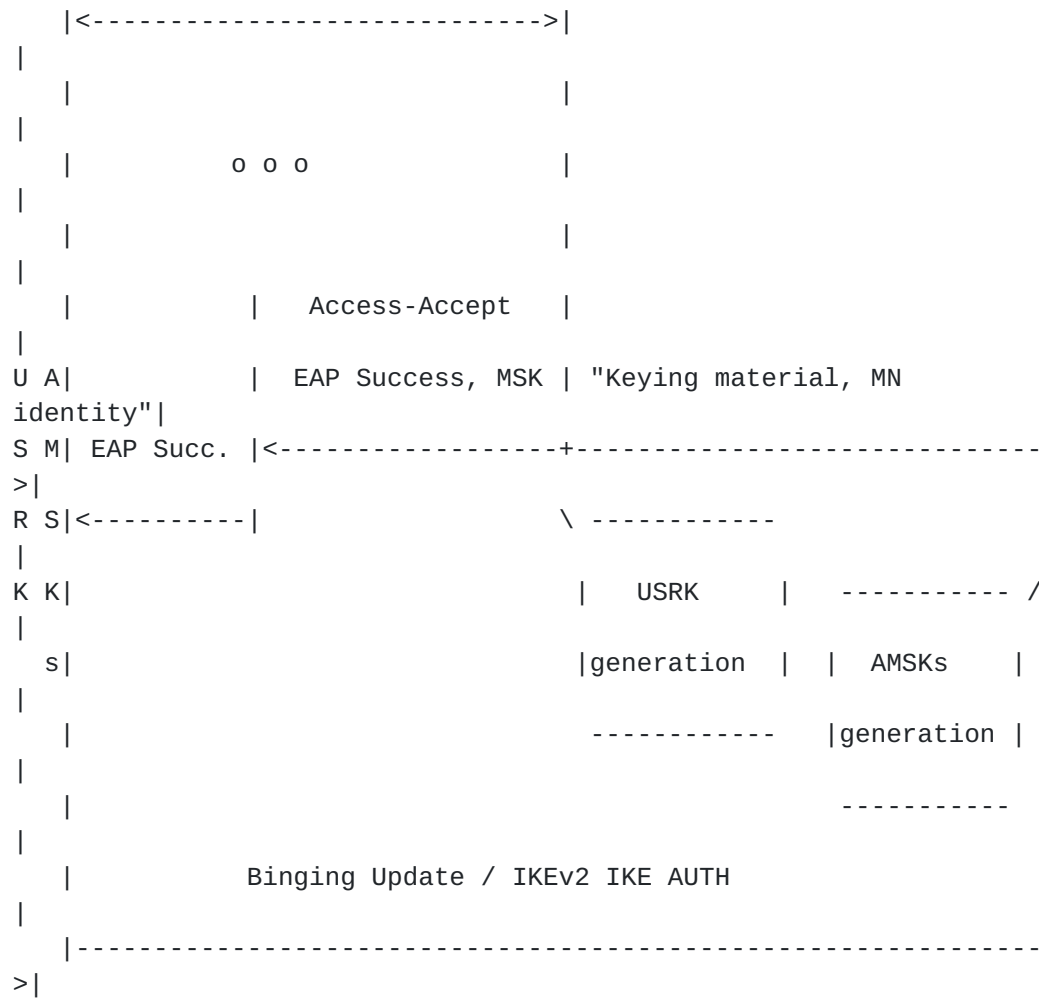 |<----------------------------->|
|
   |                               |
|
   |          o o o                |
|
   |                               |
|
   |           |   Access-Accept   |
|
U A|           |  EAP Success, MSK | "Keying material, MN
identity"|
S M| EAP Succ. |<------------------+------------------------------
>|
R S|<----------|                   \ ------------
|
K K|                                |   USRK     |   ----------- /
|
  s|                                |generation  |  |  AMSKs    |
|
   |                                 ------------   |generation |
|
   |                                                 -----------
|
   |           Binging Update / IKEv2 IKE AUTH
|
   |--------------------------------------------------------------
>|